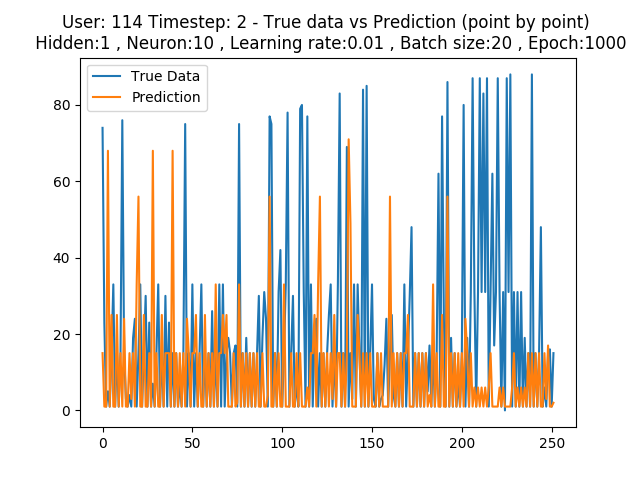 User: 114 Timestep: 2 - True data vs Prediction (point by point)
Hidden:1 , Neuron:10 , Learning rate:0.01 , Batch size:20 , Epoch:1000
True Data
Prediction
80
60
40
20
0
0 50 100 150 200 250